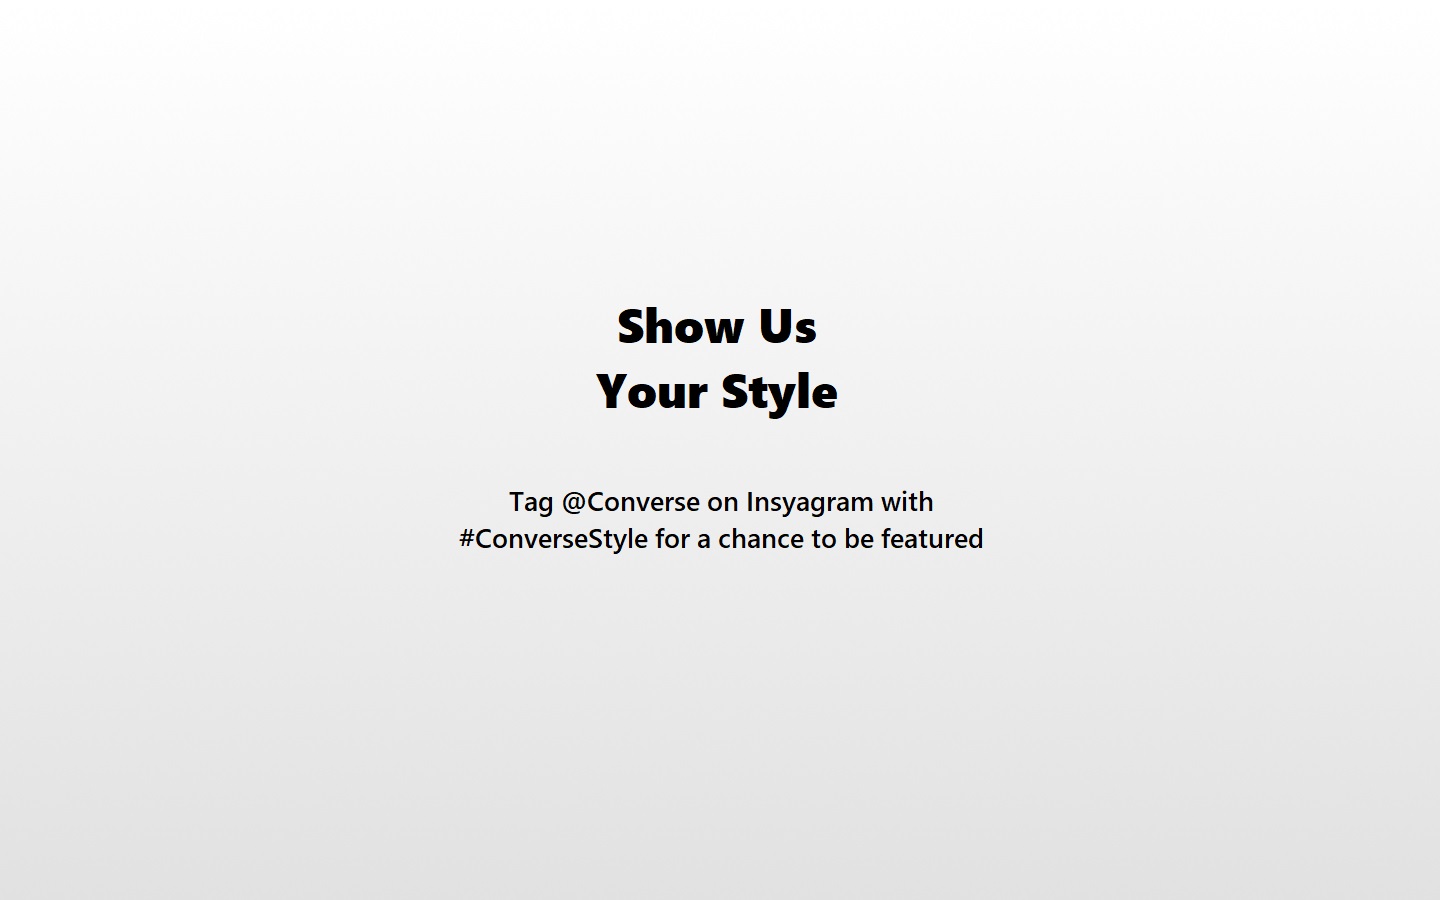 Show Us
Your Style
Tag @Converse on Insyagram with
#ConverseStyle for a chance to be featured